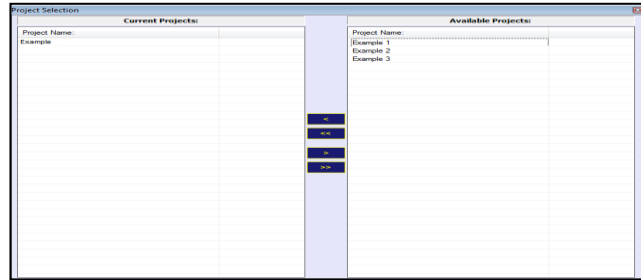 Project Selection
Current Projects:
Project Name:
Example
<
<<
>
>>
Available Projects:
Project Name:
Example 1
Example 2
Example 3